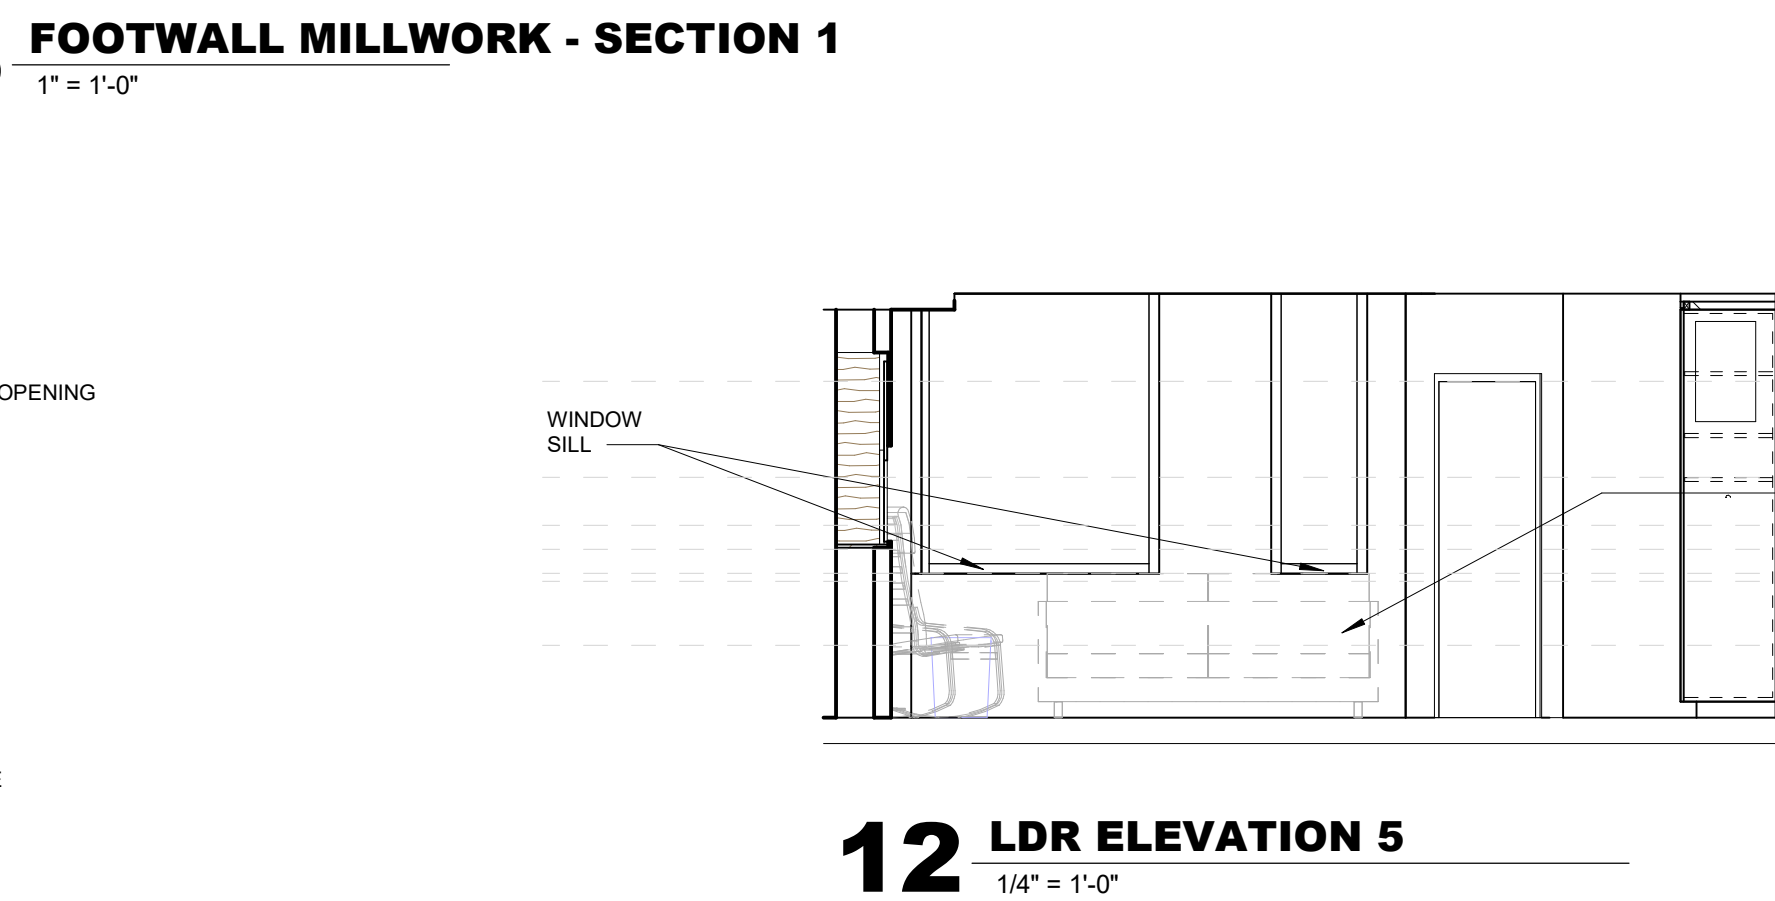 FOOTWALL MILLWORK - SECTION 1
1" = 1'-0"
OPENING
WINDOW
SILL
12 LDR ELEVATION 5
1/4" = 1'-0"